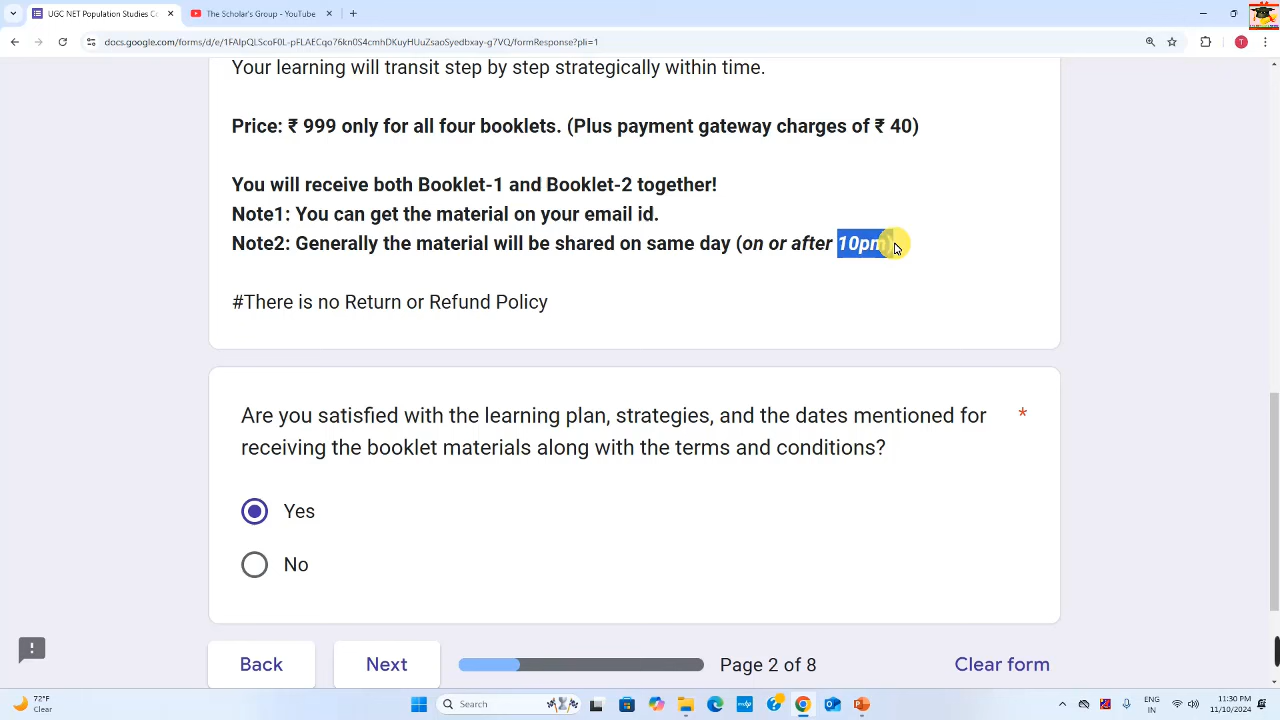 UGC NET Population Studies Co
The Scholar's Group - YouTube
docs.google.com/forms/d/e/1FAIpQLScoF0L-pFLAECqo76kn0S4cmhDKuyHUuZsaoSyedbxay-g7VQ/formResponse?pli=1
T
Your learning will transit step by step strategically within time.
Price: ₹ 999 only for all four booklets. (Plus payment gateway charges of ₹ 40)
You will receive both Booklet-1 and Booklet-2 together!
Note1: You can get the material on your email id.
Note2: Generally the material will be shared on same day (on or after 10pm)
#There is no Return or Refund Policy
Are you satisfied with the learning plan, strategies, and the dates mentioned for *
receiving the booklet materials along with the terms and conditions?
Yes
No
Back
Next
Page 2 of 8
Clear form
72°F
Clear
Search
ENG
IN
11:30 PM
11/10/2024